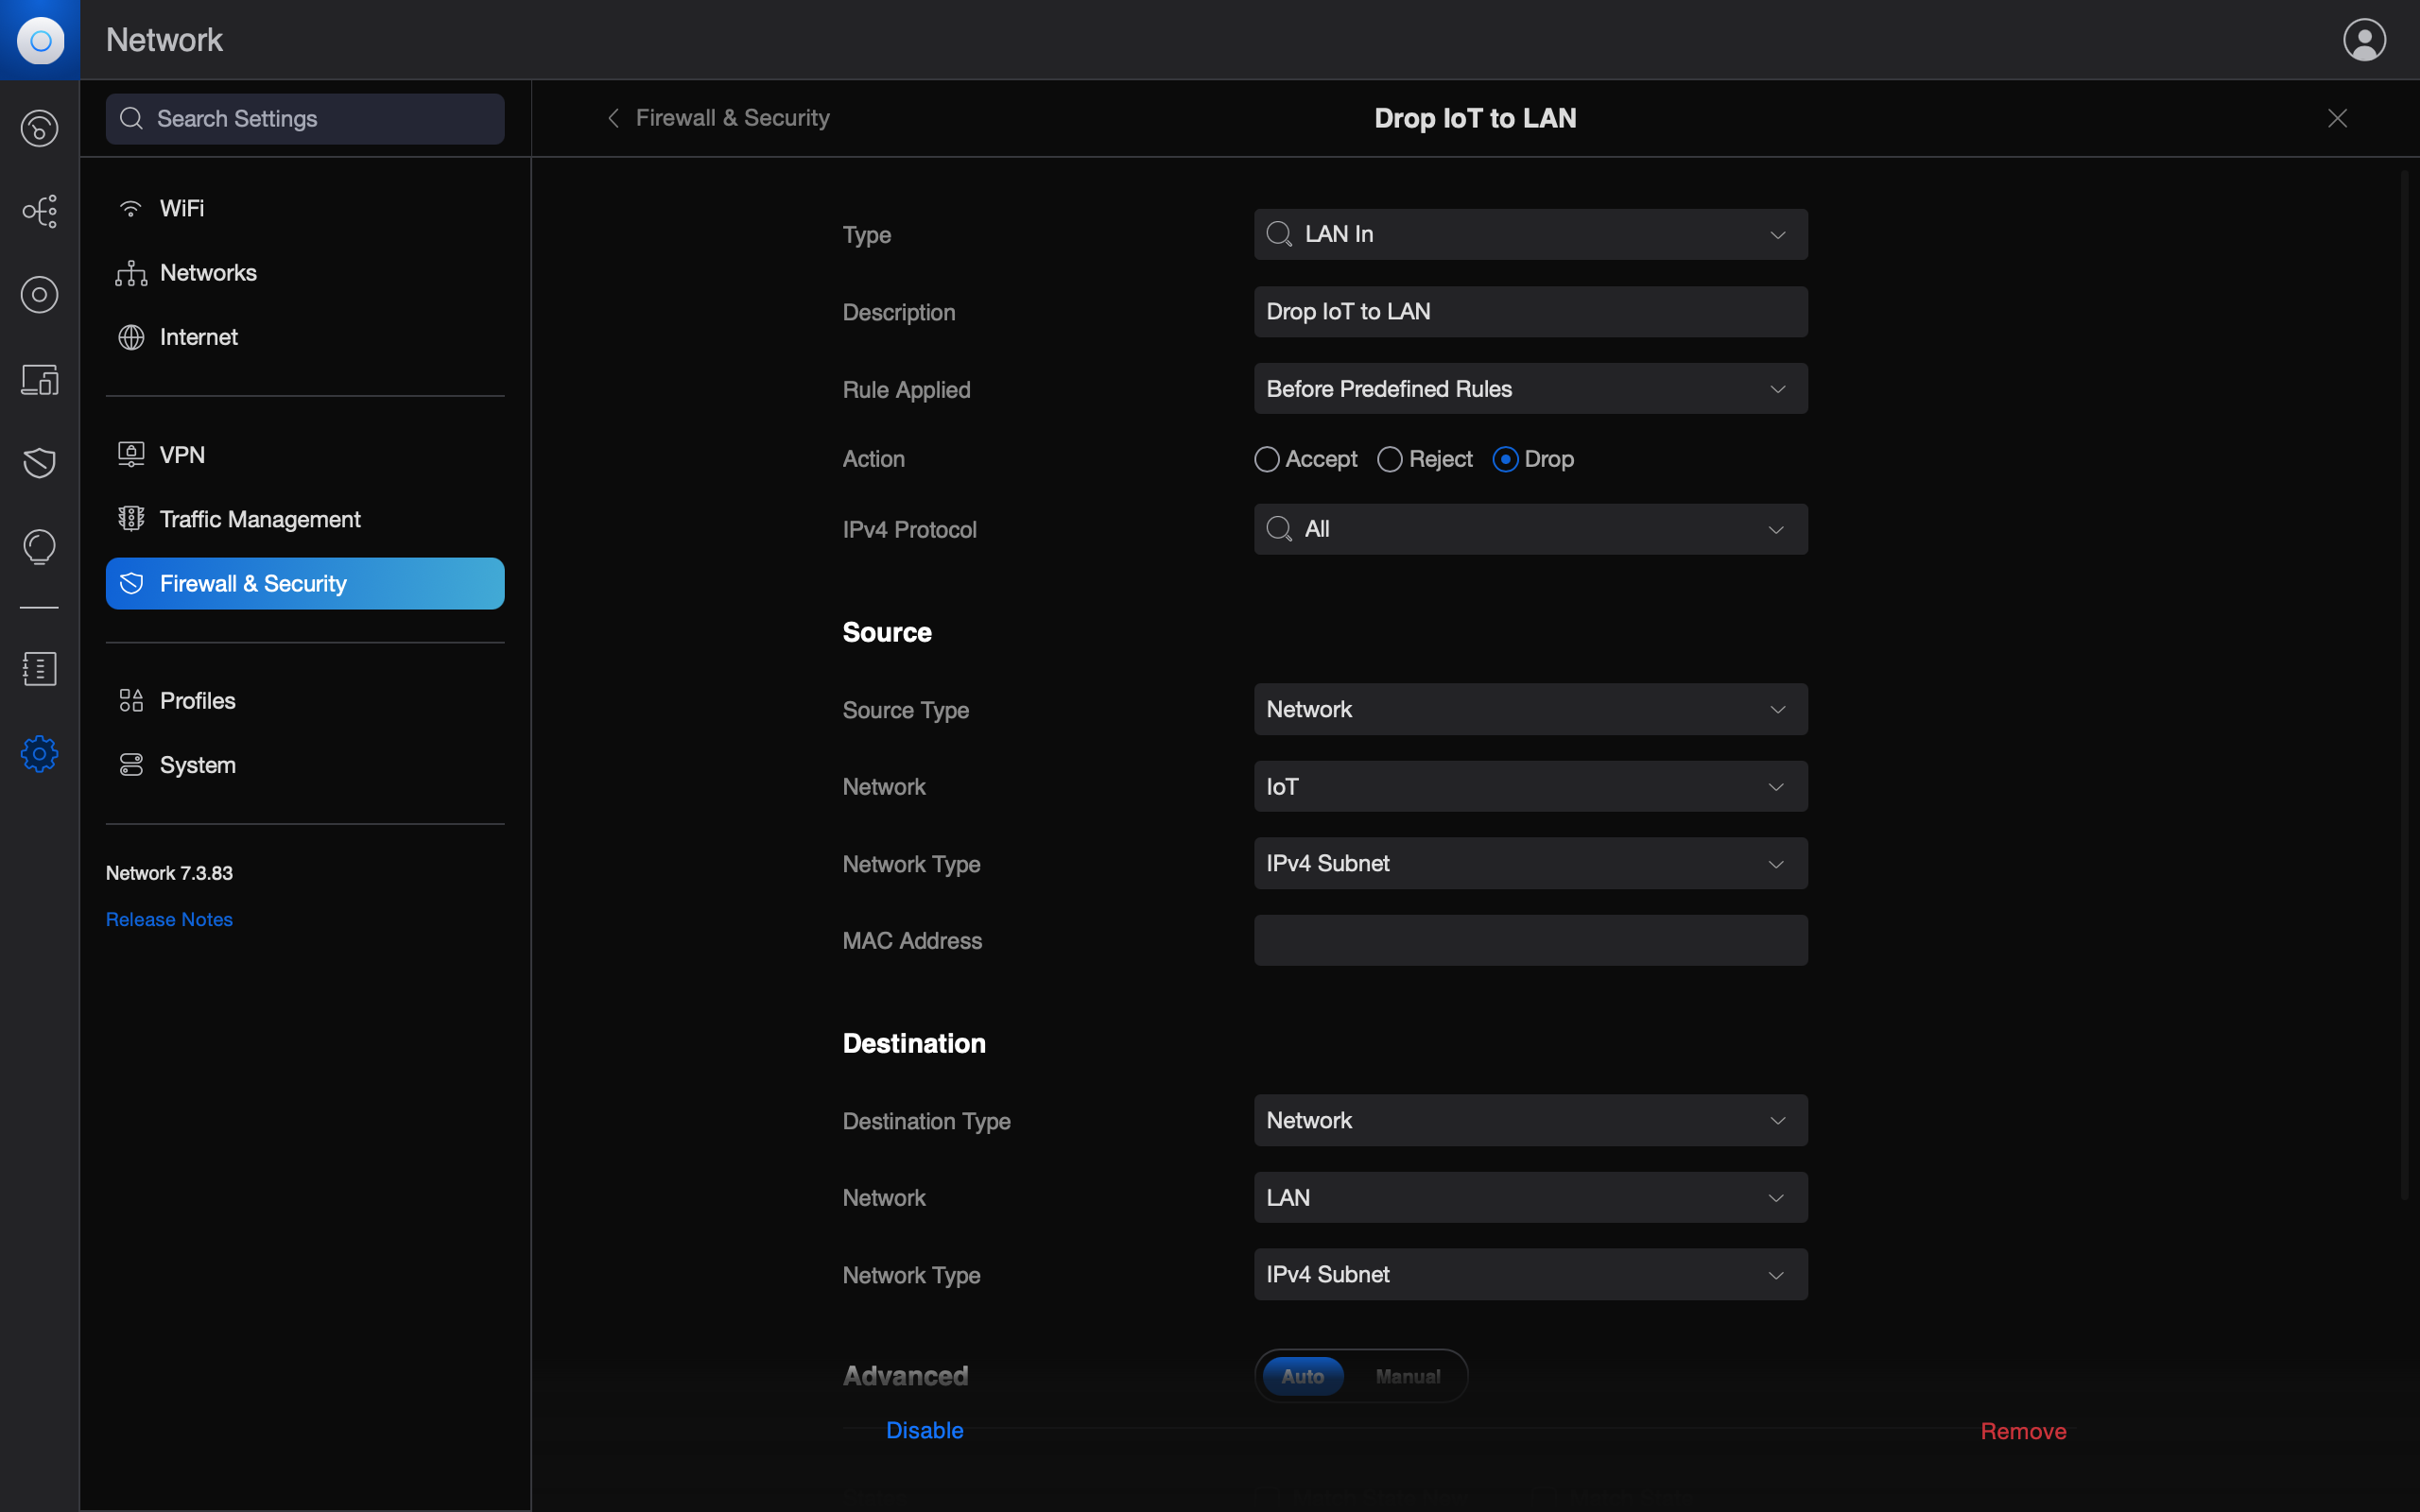 Network
Search Settings
Firewall & Security
Drop IoT to LAN
WiFi
Networks
Internet
VPN
Traffic Management
Firewall & Security
Profiles
System
Network 7.3.83
Release Notes
Type
LAN In
Description
Drop IoT to LAN
Rule Applied
Before Predefined Rules
Action
Accept Reject Drop
IPv4 Protocol
All
Source
Source Type
Network
Network
IoT
Network Type
IPv4 Subnet
MAC Address
Destination
Destination Type
Network
Network
LAN
Network Type
IPv4 Subnet
Advanced
Auto Manual
Disable
Remove